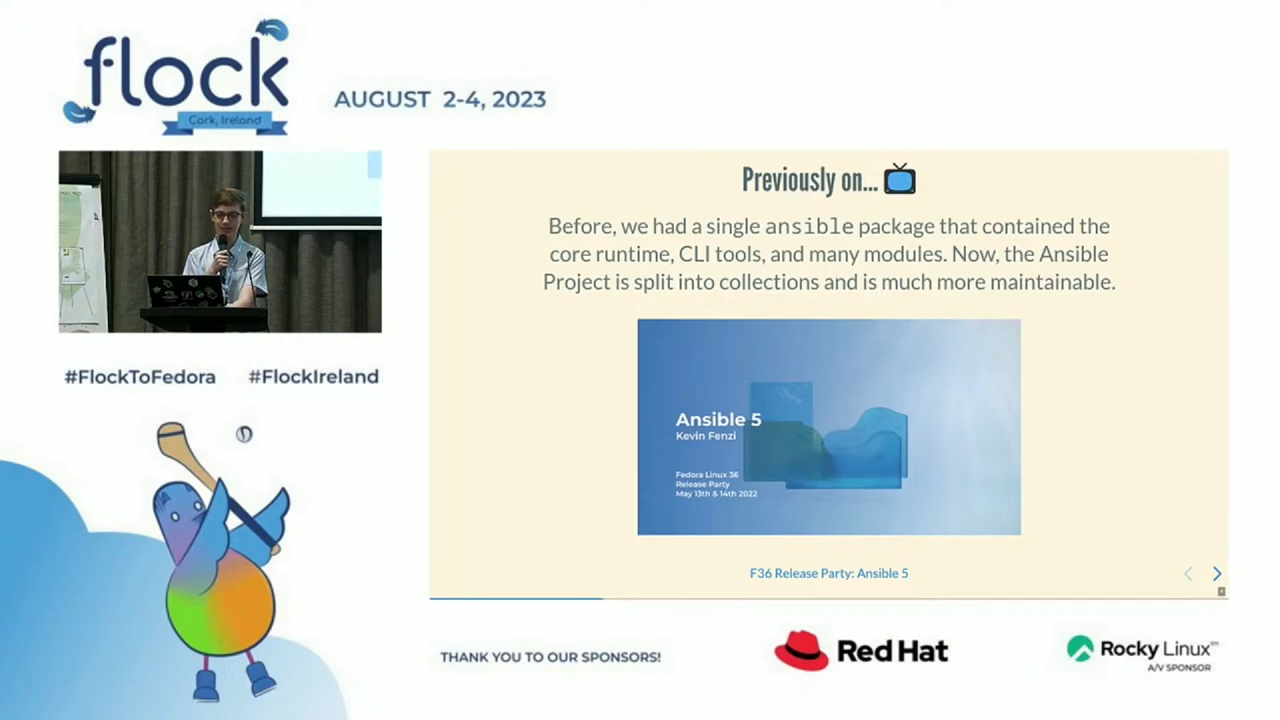 flock
Cork, Ireland
AUGUST 2-4, 2023
#FlockToFedora #FlockIreland
Previously on...
Before, we had a single ansible package that contained the
core runtime, CLI tools, and many modules. Now, the Ansible
Project is split into collections and is much more maintainable.
Ansible 5
Kevin Fenzi
Fedora Linux 36
Release Party
May 13th & 14th 2022
F36 Release Party: Ansible 5
THANK YOU TO OUR SPONSORS!
Red Hat
Rocky Linux™
A/V SPONSOR